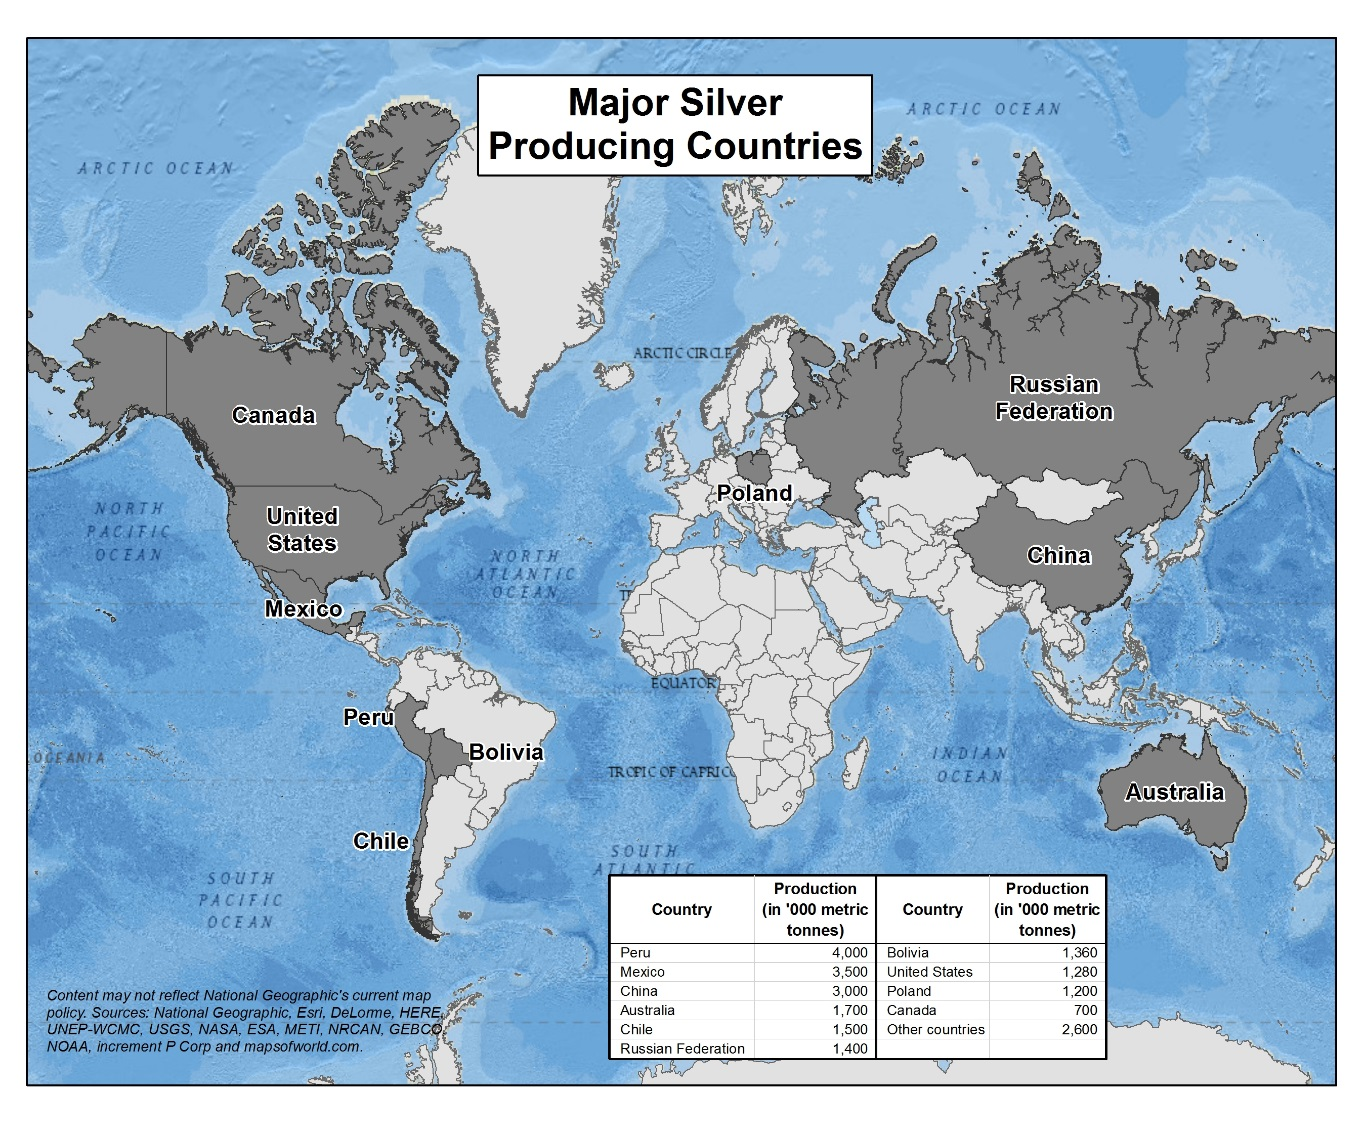 Major Silver
Producing Countries
ARCTIC OCEAN
ARCTIC OCEAN
ARCTIC CIRCLE
Canada
Russian
Federation
United
States
Poland
China
Mexico
NORTH
PACIFIC
OCEAN
NORTH
ATLANTIC
OCEAN
EQUATOR
Peru
Bolivia
OCEANIA
TROPIC OF CAPRIC
INDIAN
OCEAN
Australia
Chile
SOUTH
PACIFIC
OCEAN
SOUTH
ATLANTIC
Country Production (in '000 metric tonnes) Country Production (in '000 metric tonnes)
Peru 4,000 Bolivia 1,360
Mexico 3,500 United States 1,280
China 3,000 Poland 1,200
Australia 1,700 Canada 700
Chile 1,500 Other countries 2,600
Russian Federation 1,400
Content may not reflect National Geographic's current map
policy. Sources: National Geographic, Esri, DeLorme, HERE,
UNEP-WCMC, USGS, NASA, ESA, METI, NRCAN, GEBCO,
NOAA, increment P Corp and mapsofworld.com.